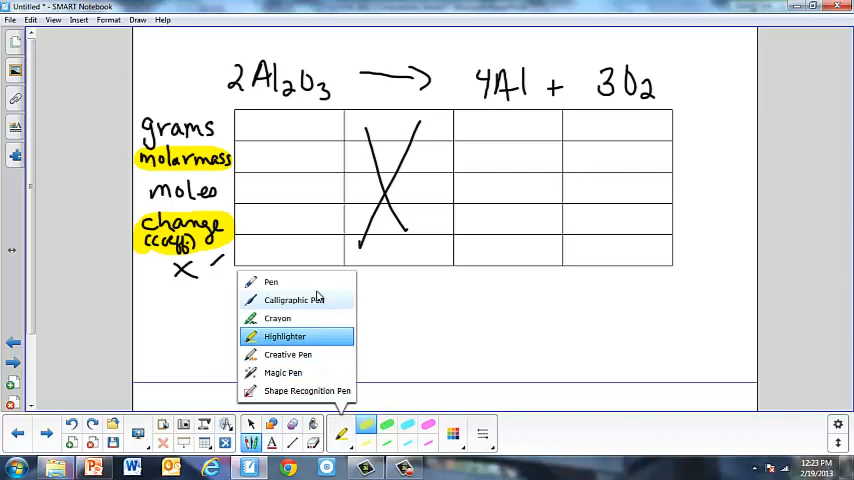 Untitled * - SMART Notebook
File Edit View Insert Format Tools Draw Help
2Al₂O₃ → 4Al + 3O₂
grams
molarmass
moles
change
(coeff)
X
Pen
Calligraphic Pen
Crayon
Highlighter
Creative Pen
Magic Pen
Shape Recognition Pen
12:23 PM
2/19/2013